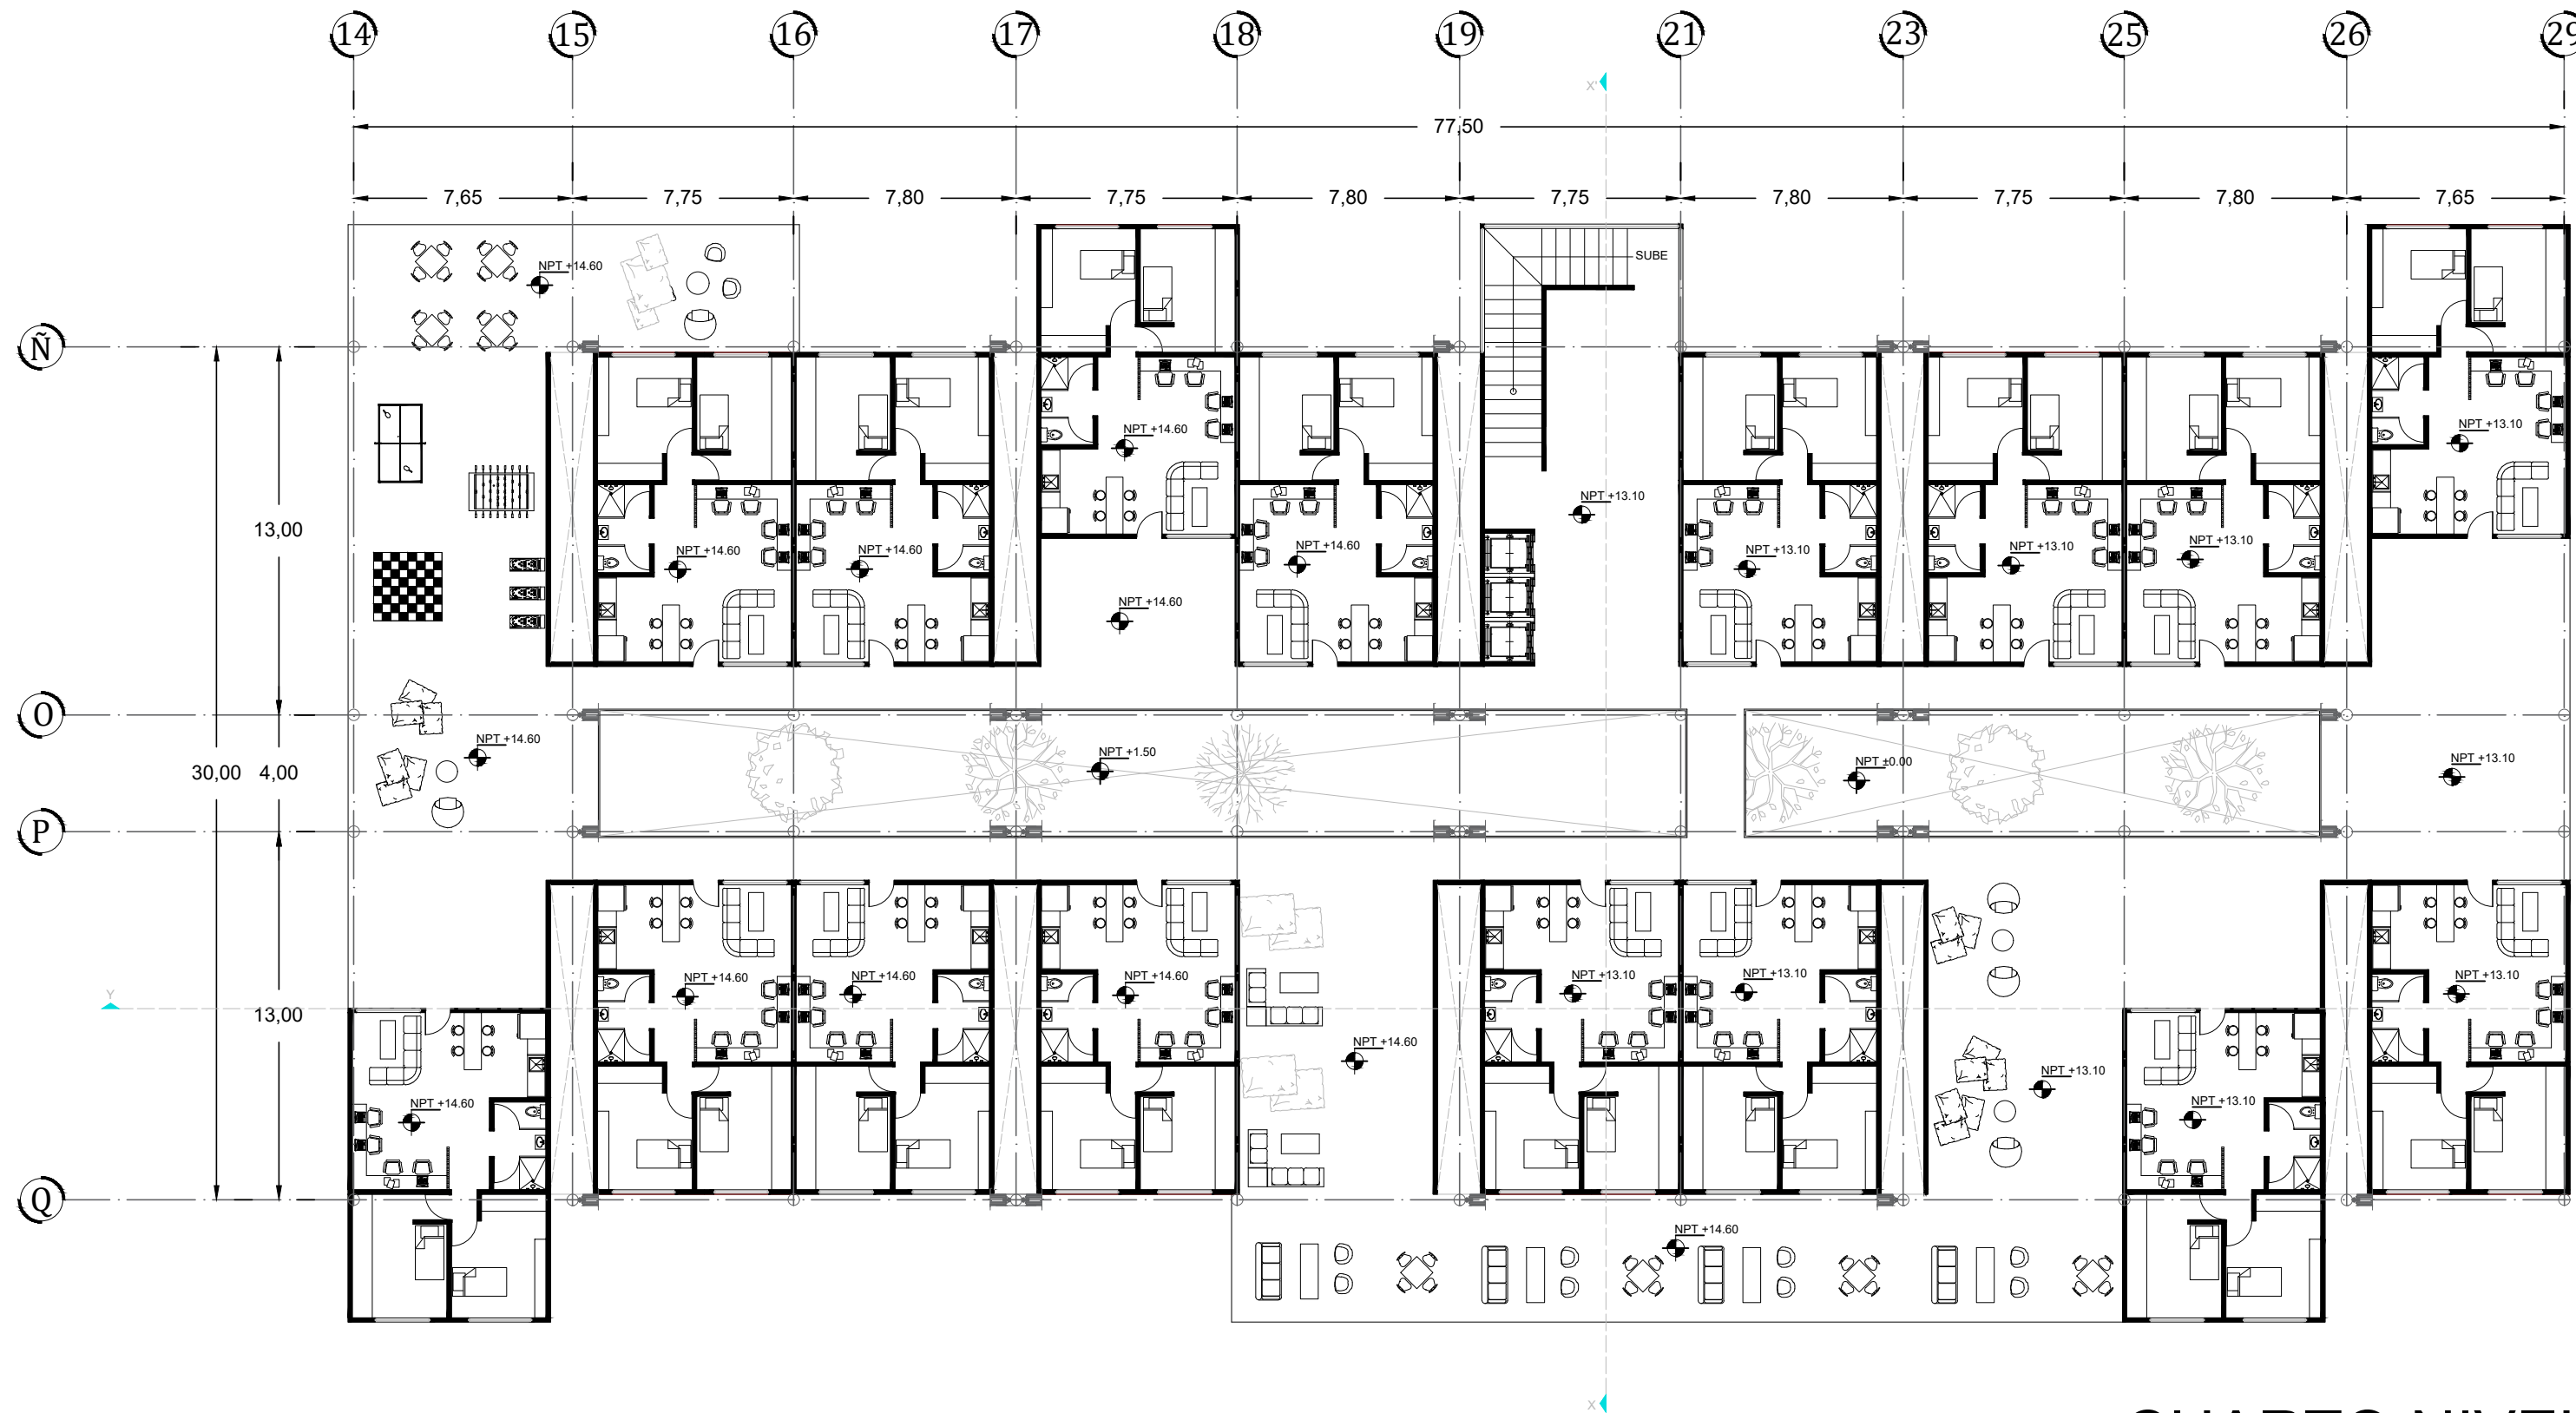 14 15 16 17 18 19 21 23 25 26 29
X'
77,50
7,65 7,75 7,80 7,75 7,80 7,75 7,80 7,75 7,80 7,65
SUBE
NPT +14.60
Ñ
NPT +13.10
NPT +14.60
NPT +13.10
13,00
NPT +14.60
NPT +14.60
NPT +14.60
NPT +13.10
NPT +13.10
NPT +13.10
NPT +14.60
O
NPT +14.60
NPT +1.50
NPT ±0.00
NPT +13.10
30,00 4,00
P
NPT +14.60
NPT +14.60
NPT +14.60
NPT +13.10
NPT +13.10
NPT +13.10
Y
13,00
NPT +14.60
NPT +13.10
NPT +14.60
NPT +13.10
Q
NPT +14.60
X